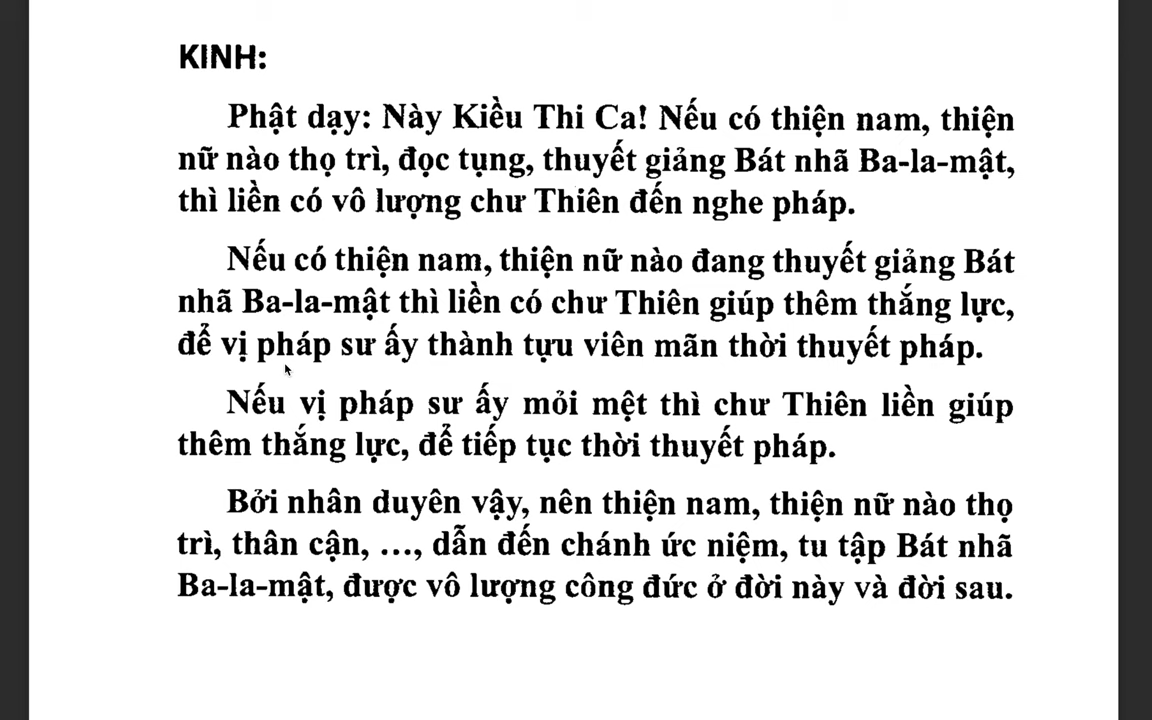 KINH:
Phật dạy: Này Kiều Thi Ca! Nếu có thiện nam, thiện
nữ nào thọ trì, đọc tụng, thuyết giảng Bát nhã Ba-la-mật,
thì liền có vô lượng chư Thiên đến nghe pháp.
Nếu có thiện nam, thiện nữ nào đang thuyết giảng Bát
nhã Ba-la-mật thì liền có chư Thiên giúp thêm thắng lực,
để vị pháp sư ấy thành tựu viên mãn thời thuyết pháp.
Nếu vị pháp sư ấy mỏi mệt thì chư Thiên liền giúp
thêm thắng lực, để tiếp tục thời thuyết pháp.
Bởi nhân duyên vậy, nên thiện nam, thiện nữ nào thọ
trì, thân cận, ..., dẫn đến chánh ức niệm, tu tập Bát nhã
Ba-la-mật, được vô lượng công đức ở đời này và đời sau.